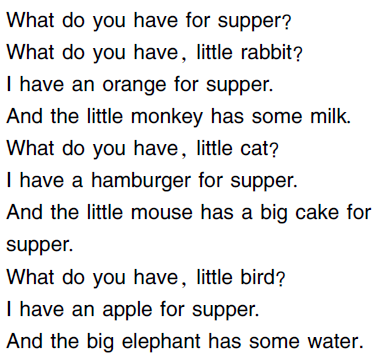 What do you have for supper?
What do you have, little rabbit?
I have an orange for supper.
And the little monkey has some milk.
What do you have, little cat?
I have a hamburger for supper.
And the little mouse has a big cake for
supper.
What do you have, little bird?
I have an apple for supper.
And the big elephant has some water.